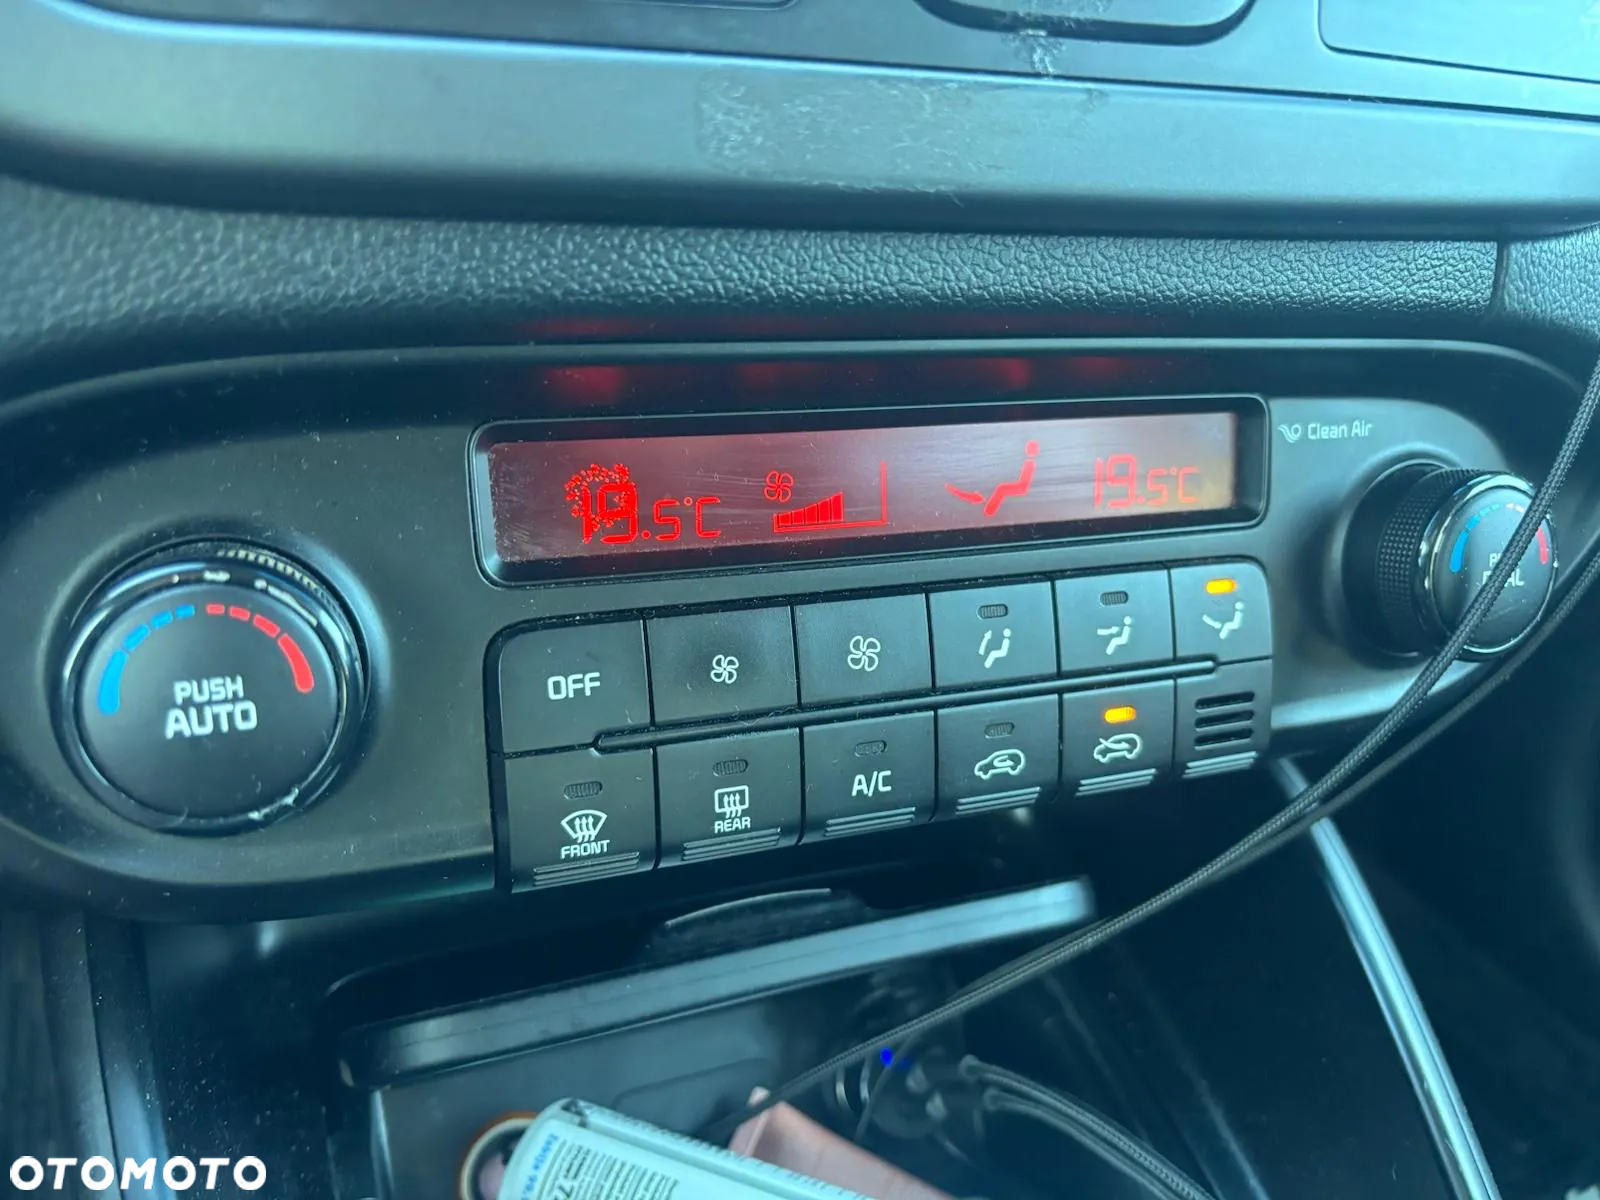 Clean Air
19.5°C
19.5°C
PUSH
AUTO
OFF
FRONT
REAR
A/C
OTOMOTO